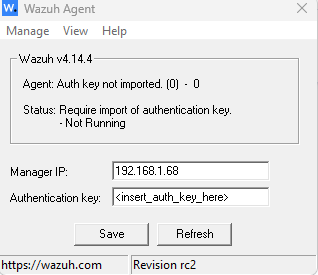 W. Wazuh Agent
Manage View Help
Wazuh v4.14.4
Agent: Auth key not imported. (0) - 0
Status: Require import of authentication key.
- Not Running
Manager IP: 192.168.1.68
Authentication key: <insert_auth_key_here>
Save Refresh
https://wazuh.com Revision rc2